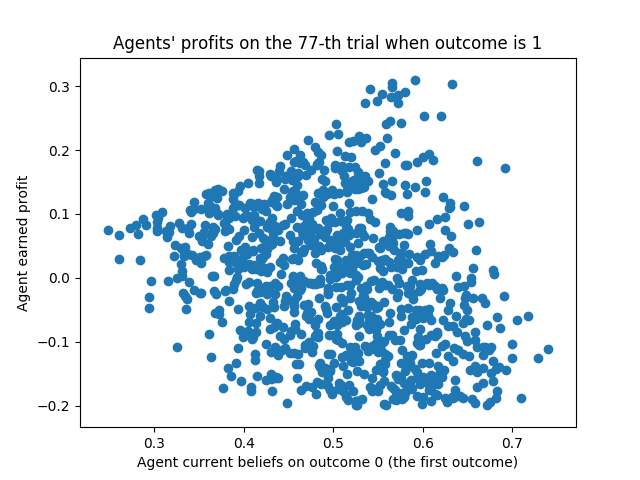 Agents' profits on the 77-th trial when outcome is 1
0.3
0.2
0.1
0.0
−0.1
−0.2
Agent earned profit
0.3 0.4 0.5 0.6 0.7
Agent current beliefs on outcome 0 (the first outcome)